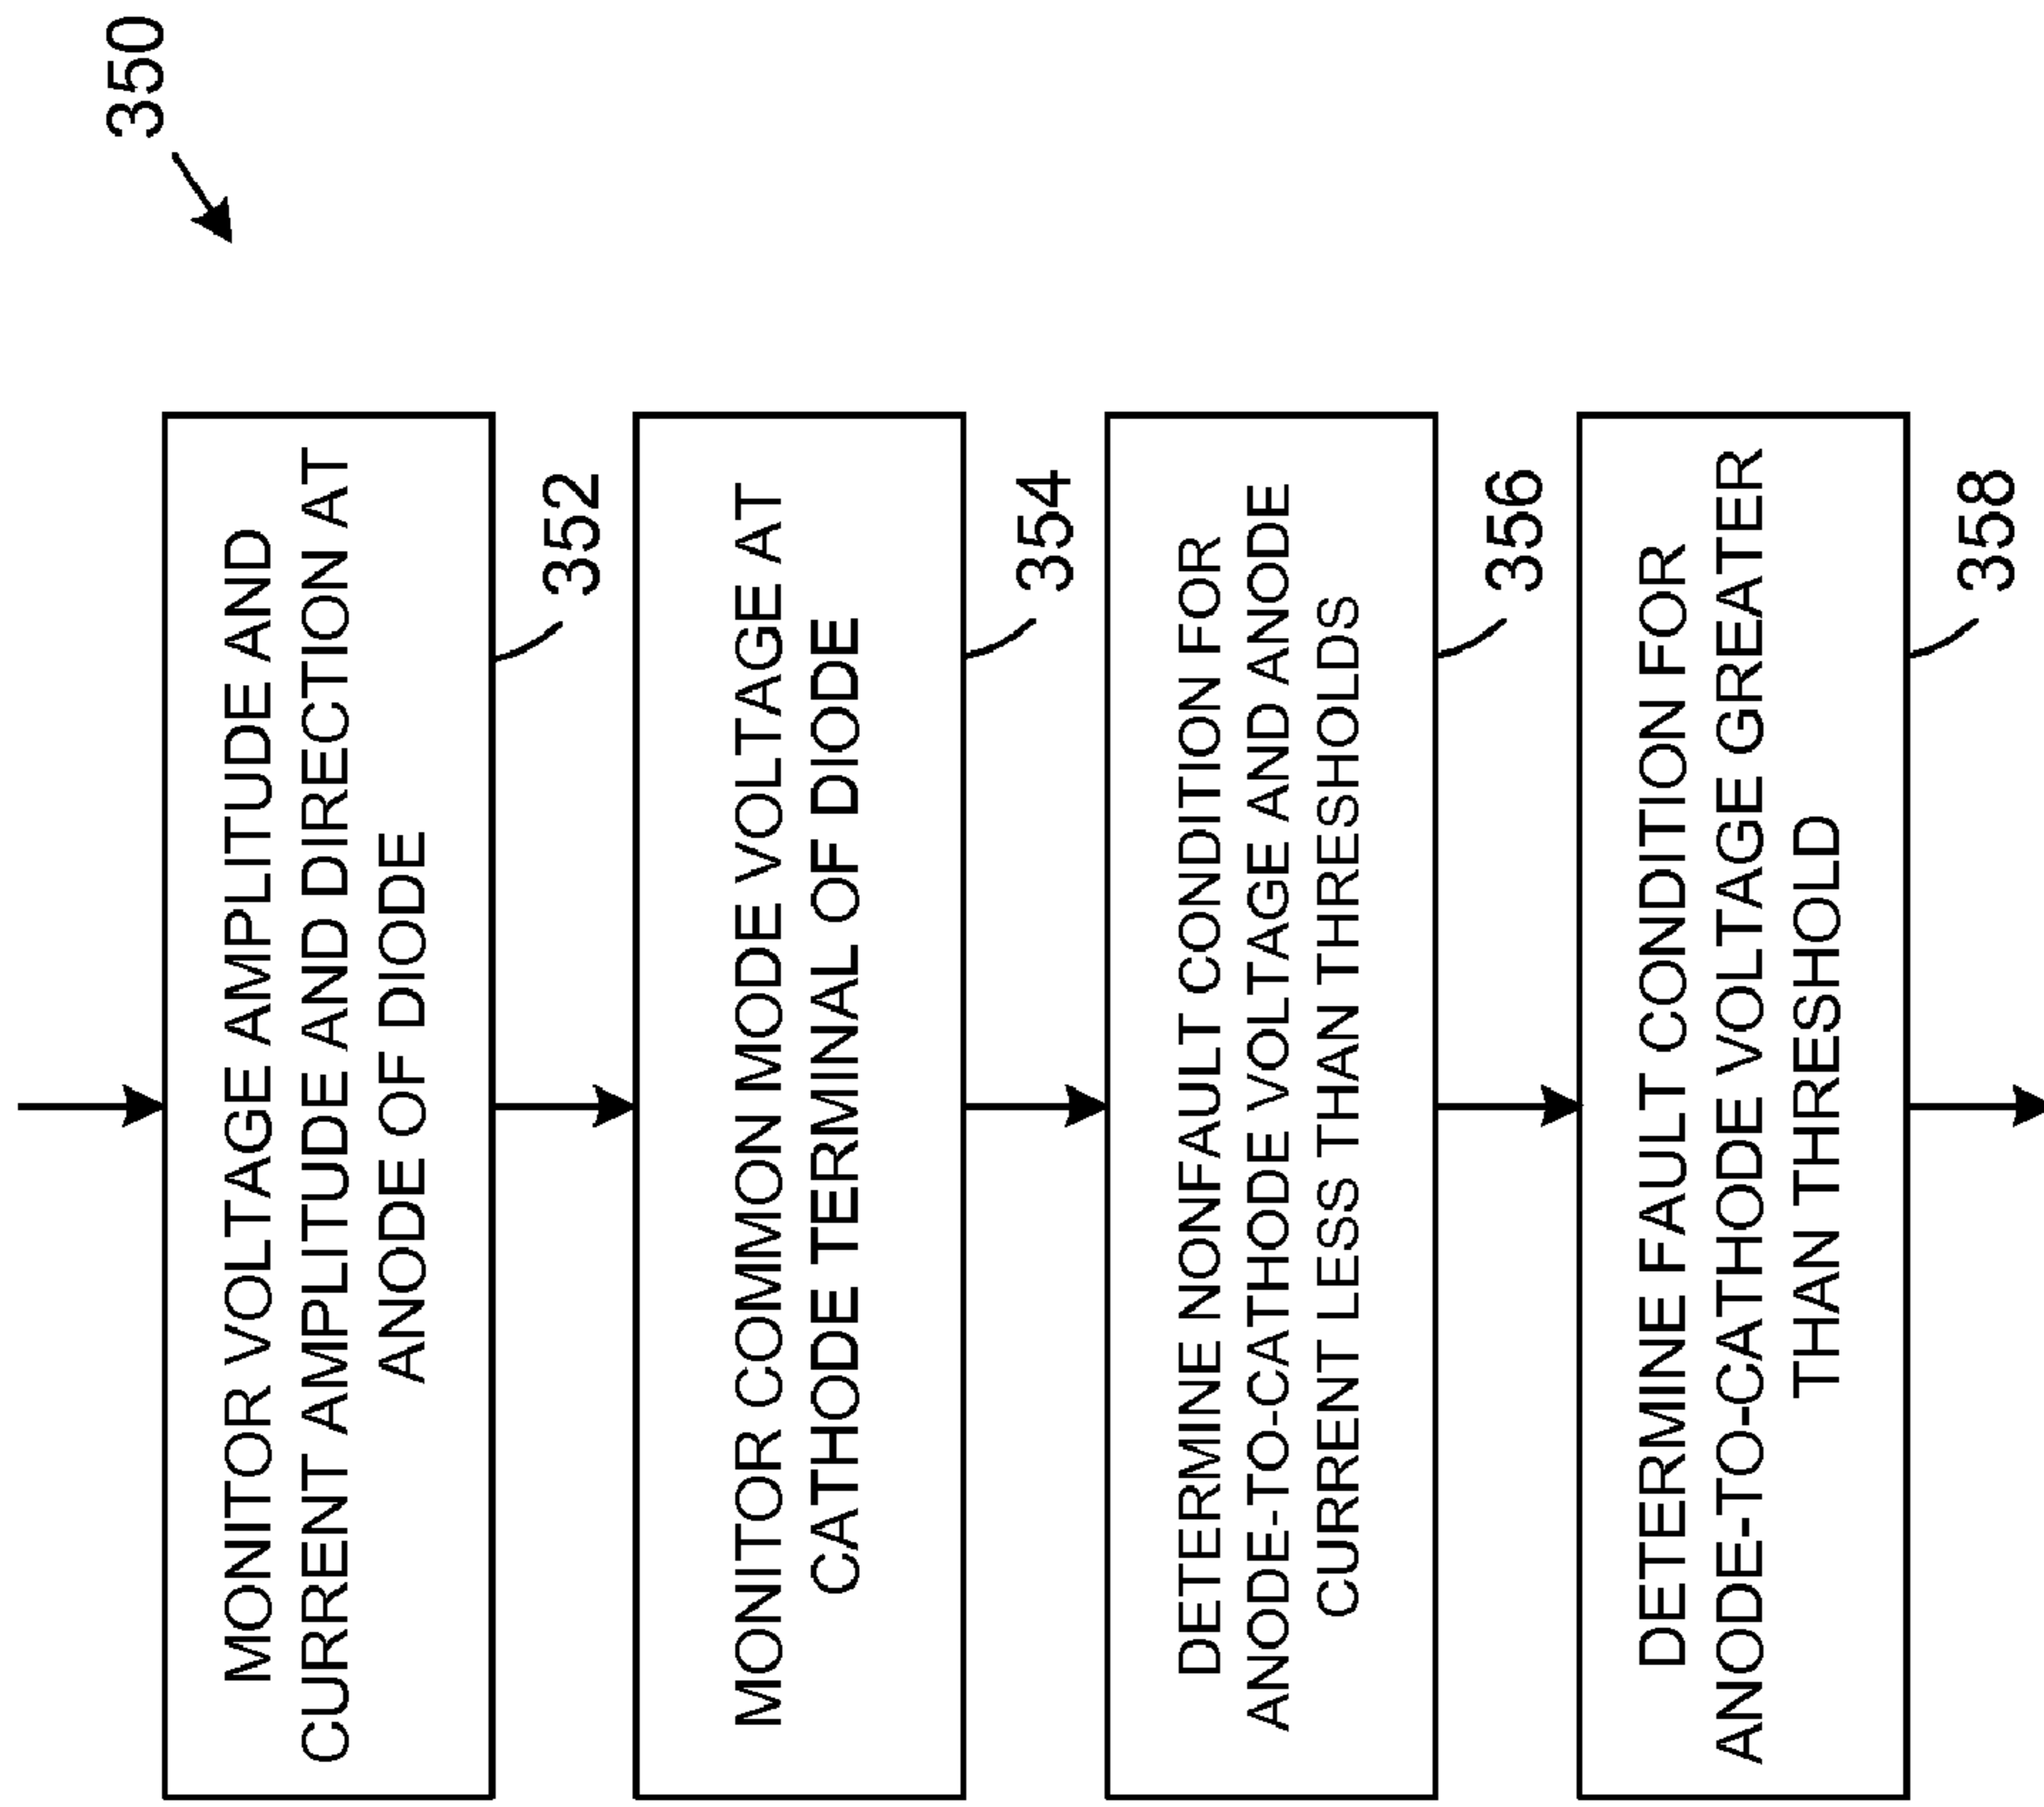 350
MONITOR VOLTAGE AMPLITUDE AND
CURRENT AMPLITUDE AND DIRECTION AT
ANODE OF DIODE
352
MONITOR COMMON MODE VOLTAGE AT
CATHODE TERMINAL OF DIODE
354
DETERMINE NONFAULT CONDITION FOR
ANODE-TO-CATHODE VOLTAGE AND ANODE
CURRENT LESS THAN THRESHOLDS
356
DETERMINE FAULT CONDITION FOR
ANODE-TO-CATHODE VOLTAGE GREATER
THAN THRESHOLD
358